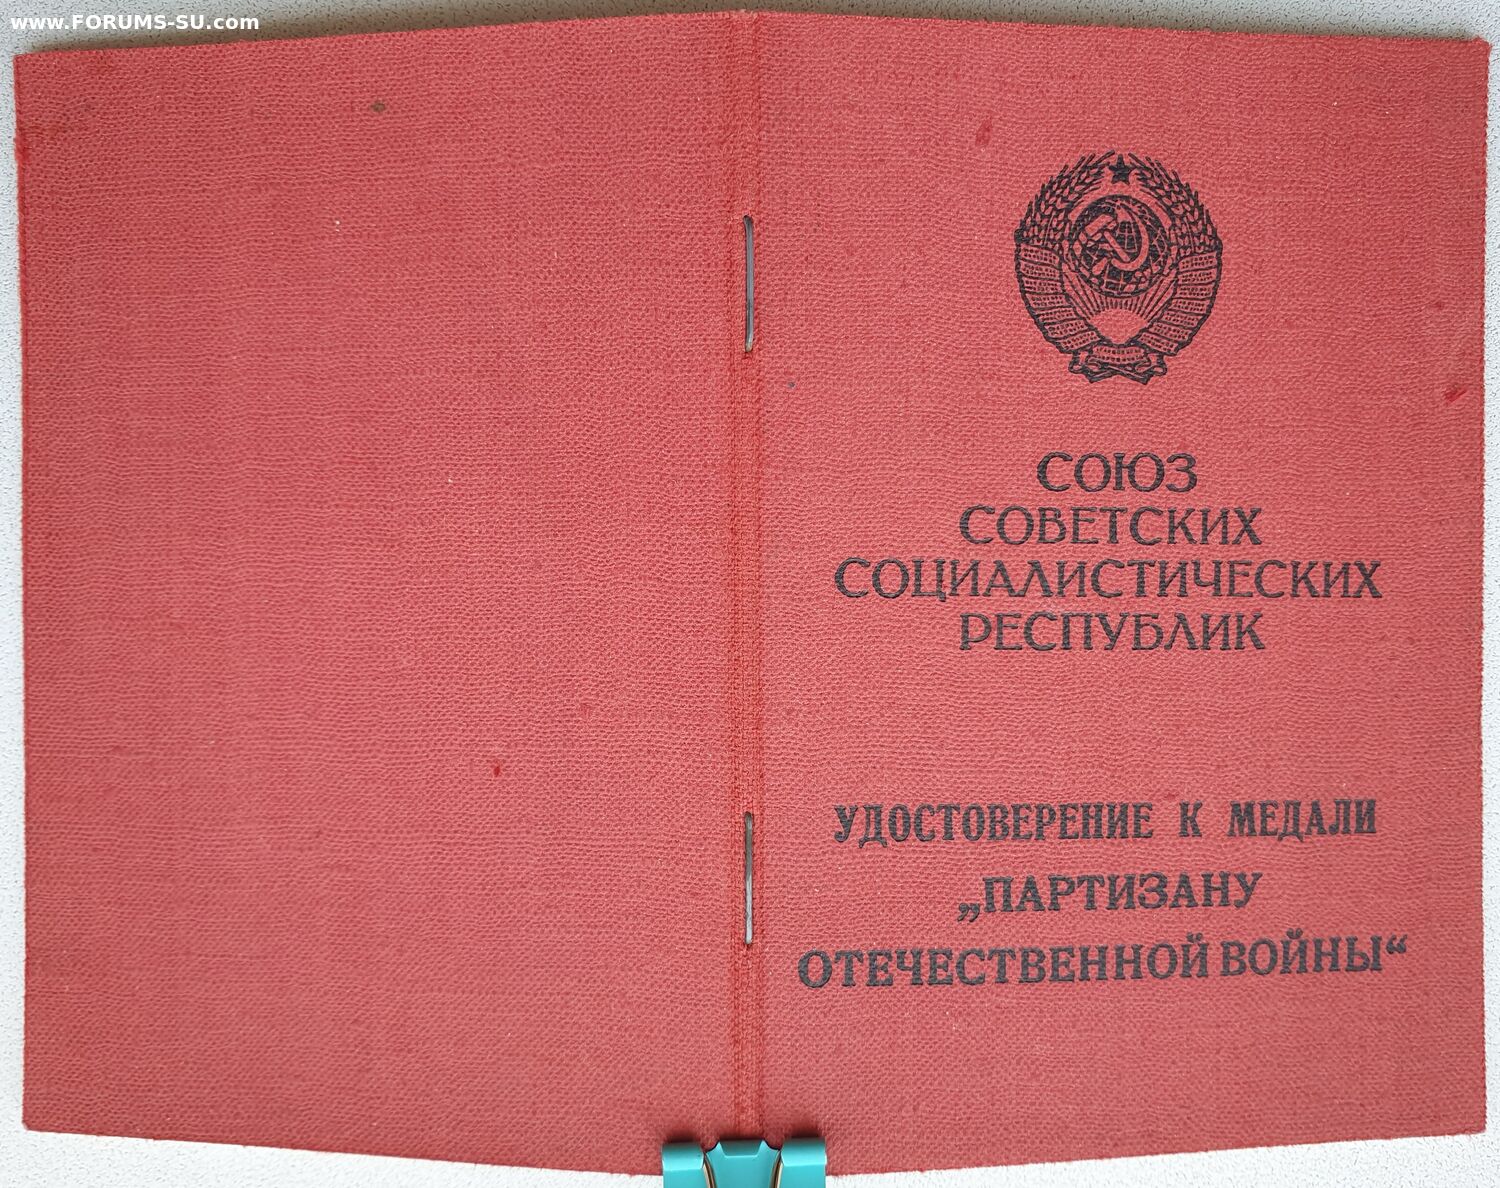 www.FORUMS-SU.com
СОЮЗ
СОВЕТСКИХ
СОЦИАЛИСТИЧЕСКИХ
РЕСПУБЛИК
УДОСТОВЕРЕНИЕ К МЕДАЛИ
„ПАРТИЗАНУ
ОТЕЧЕСТВЕННОЙ ВОЙНЫ“